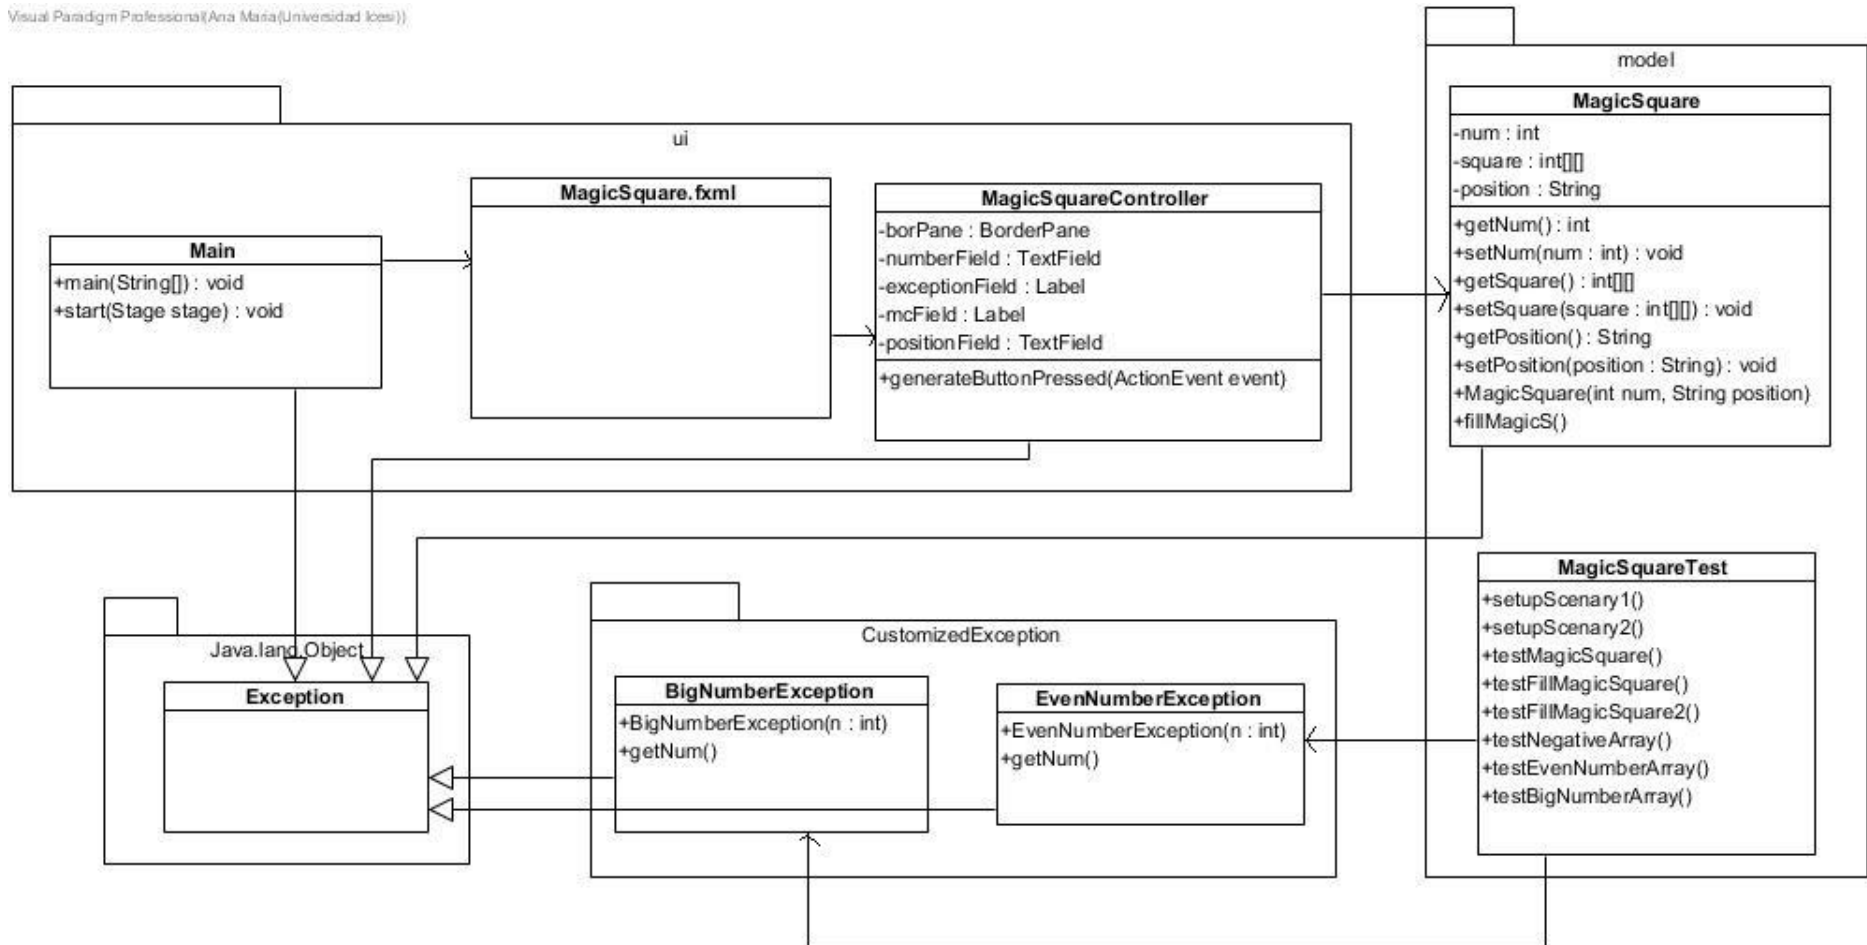 Visual Paradigm Professional(Ana Maria(Universidad Icesi))
ui
Main
+main(String[]) : void
+start(Stage stage) : void
MagicSquare.fxml
MagicSquareController
-borPane : BorderPane
-numberField : TextField
-exceptionField : Label
-mcField : Label
-positionField : TextField
+generateButtonPressed(ActionEvent event)
model
MagicSquare
-num : int
-square : int[][]
-position : String
+getNum() : int
+setNum(num : int) : void
+getSquare() : int[][]
+setSquare(square : int[][]) : void
+getPosition() : String
+setPosition(position : String) : void
+MagicSquare(int num, String position)
+fillMagicS()
MagicSquareTest
+setupScenary1()
+setupScenary2()
+testMagicSquare()
+testFillMagicSquare()
+testFillMagicSquare2()
+testNegativeArray()
+testEvenNumberArray()
+testBigNumberArray()
Java.lang.Object
Exception
CustomizedException
BigNumberException
+BigNumberException(n : int)
+getNum()
EvenNumberException
+EvenNumberException(n : int)
+getNum()